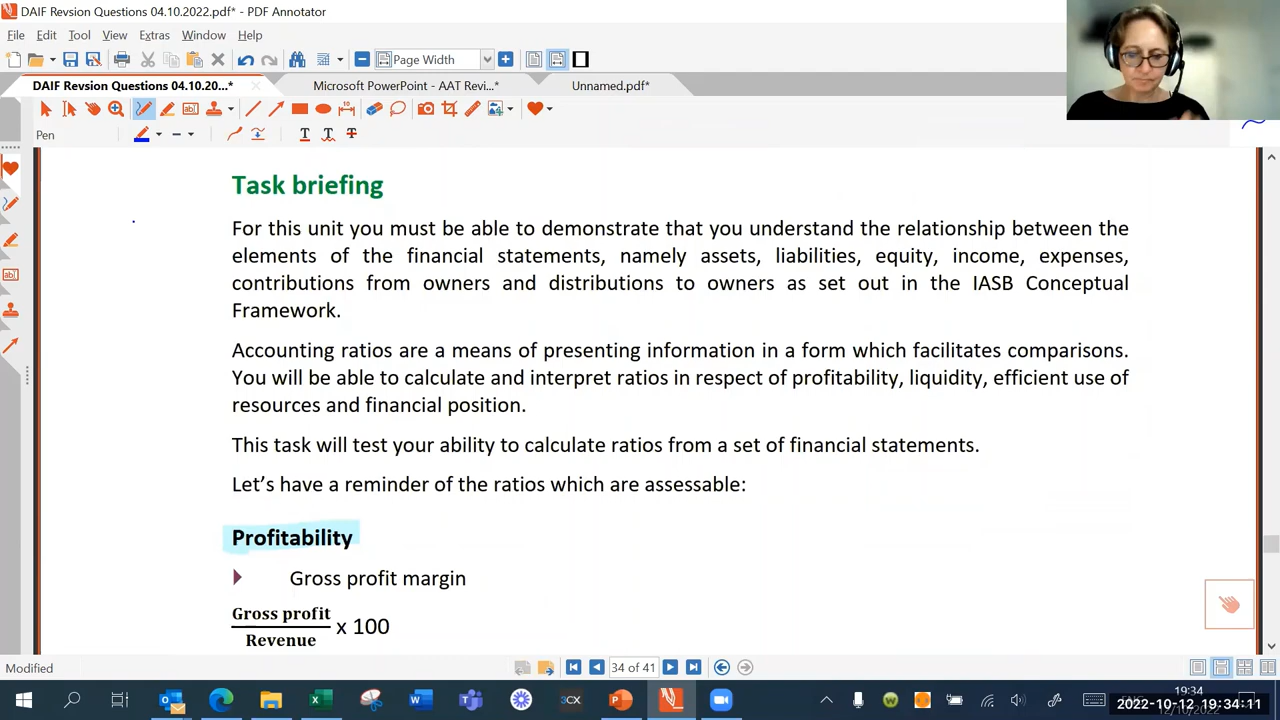 DAIF Revsion Questions 04.10.2022.pdf* - PDF Annotator
File Edit Tool View Extras Window Help
Page Width
DAIF Revsion Questions 04.10.20...*
Microsoft PowerPoint - AAT Revi...*
Unnamed.pdf*
Pen
Task briefing
For this unit you must be able to demonstrate that you understand the relationship between the
elements of the financial statements, namely assets, liabilities, equity, income, expenses,
contributions from owners and distributions to owners as set out in the IASB Conceptual
Framework.
Accounting ratios are a means of presenting information in a form which facilitates comparisons.
You will be able to calculate and interpret ratios in respect of profitability, liquidity, efficient use of
resources and financial position.
This task will test your ability to calculate ratios from a set of financial statements.
Let's have a reminder of the ratios which are assessable:
Profitability
Gross profit margin
Gross profit
Revenue
x 100
Modified
34 of 41
3CX
19:34
2022-10-12 19:34:11